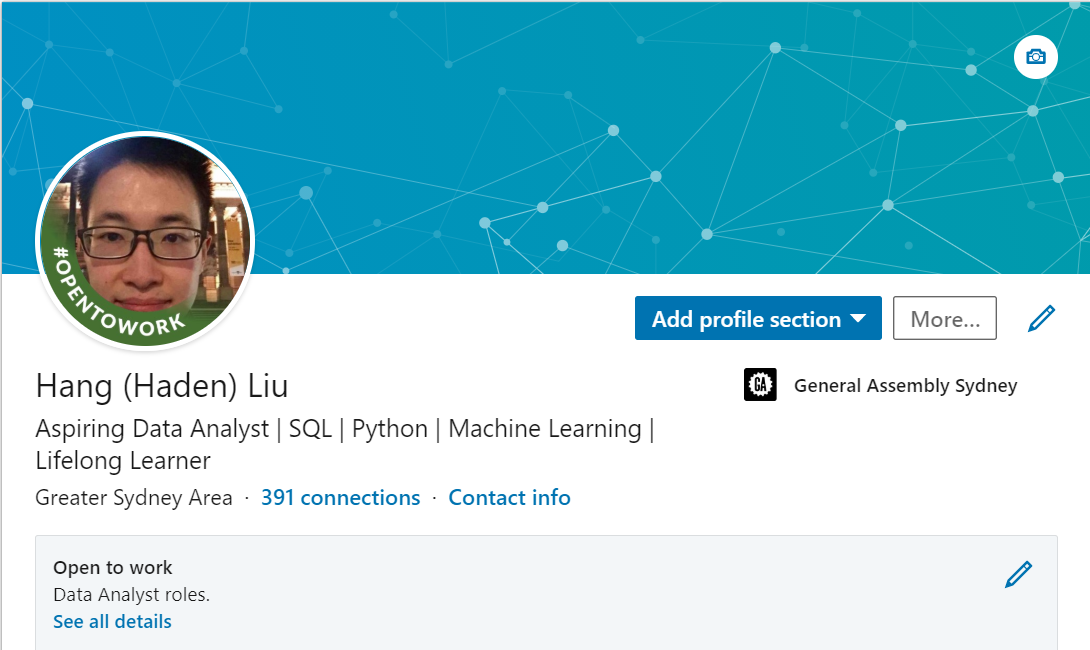 #OPENTOWORK
Add profile section
More...
Hang (Haden) Liu
GA
General Assembly Sydney
Aspiring Data Analyst | SQL | Python | Machine Learning |
Lifelong Learner
Greater Sydney Area · 391 connections · Contact info
Open to work
Data Analyst roles.
See all details